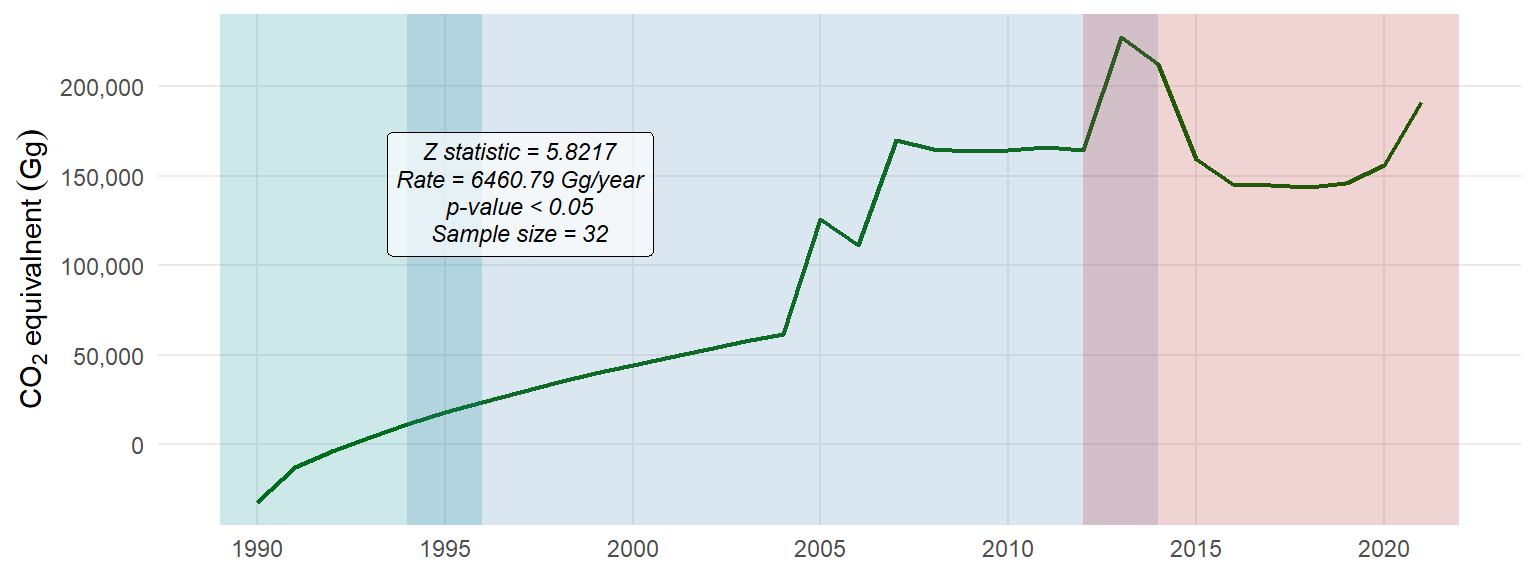 CO₂ equivalnent (Gg)
200,000
150,000
100,000
50,000
0
Z statistic = 5.8217
Rate = 6460.79 Gg/year
p-value < 0.05
Sample size = 32
1990 1995 2000 2005 2010 2015 2020